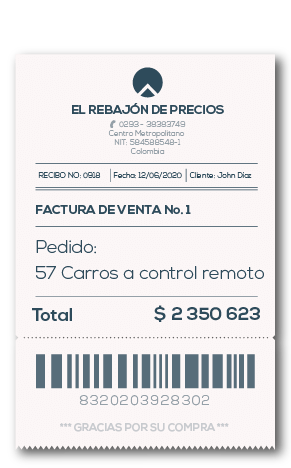 EL REBAJÓN DE PRECIOS
0293 - 38383749
Centro Metropolitano
NIT: 584588548-1
Colombia
RECIBO NO: 0918 | Fecha: 12/06/2020 | Cliente: John Díaz
FACTURA DE VENTA No. 1
Pedido:
57 Carros a control remoto
Total $ 2 350 623
8320203928302
*** GRACIAS POR SU COMPRA ***